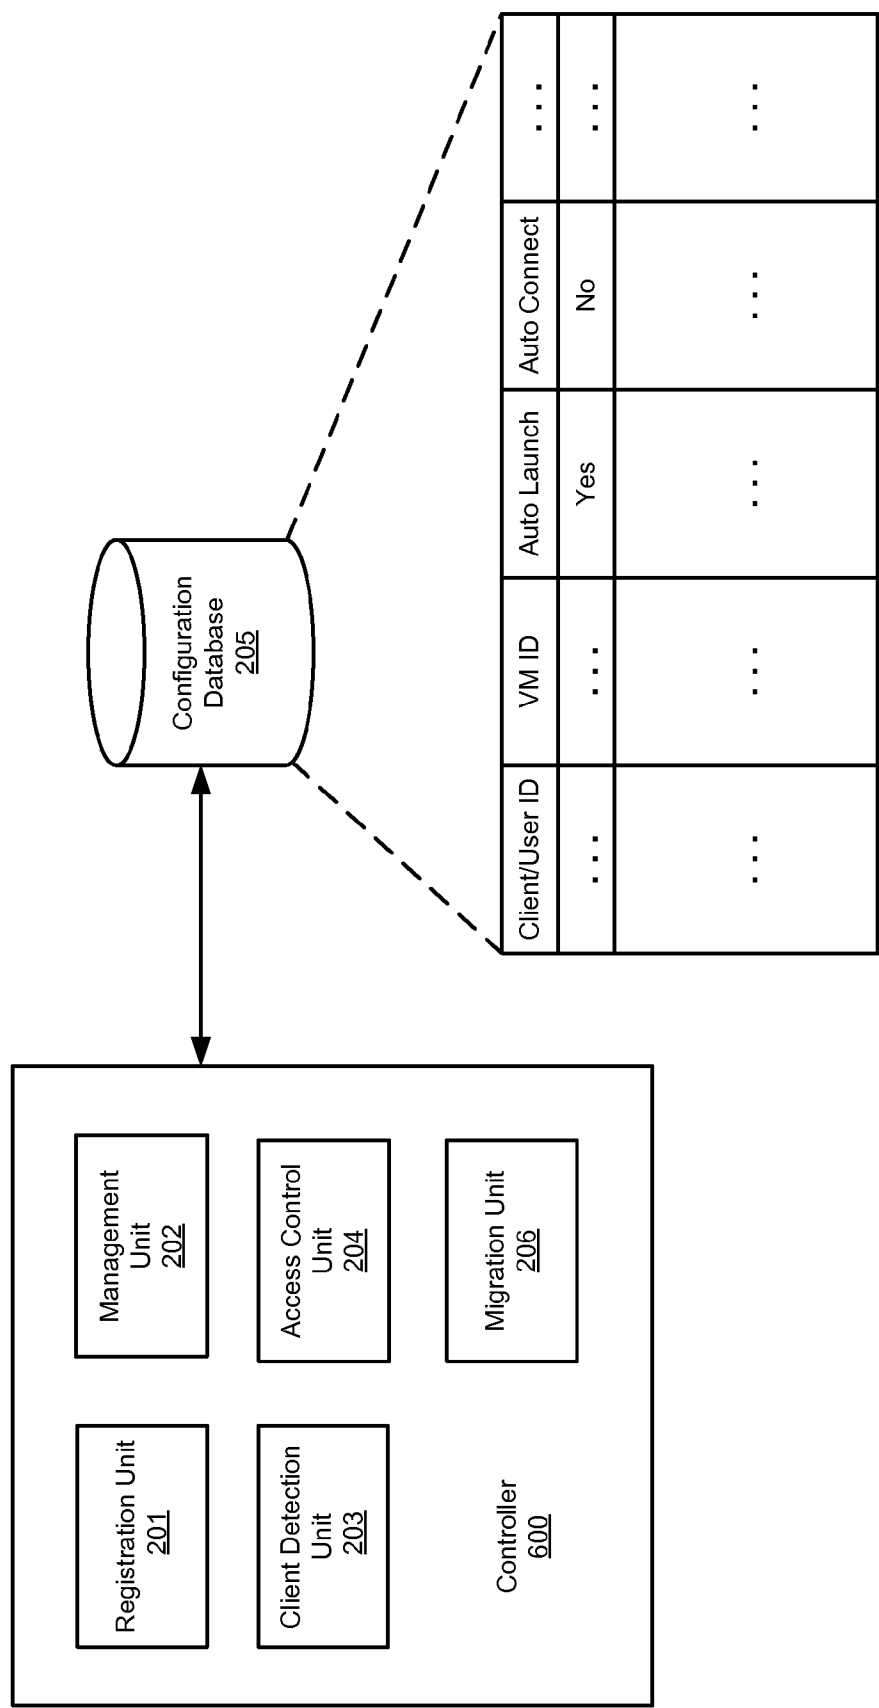 Registration Unit
201
Management
Unit
202
Client Detection
Unit
203
Access Control
Unit
204
Controller
600
Migration Unit
206
Configuration
Database
205
Client/User ID
VM ID
Auto Launch
Auto Connect
...
...
...
Yes
No
...
...
...
...
...
...